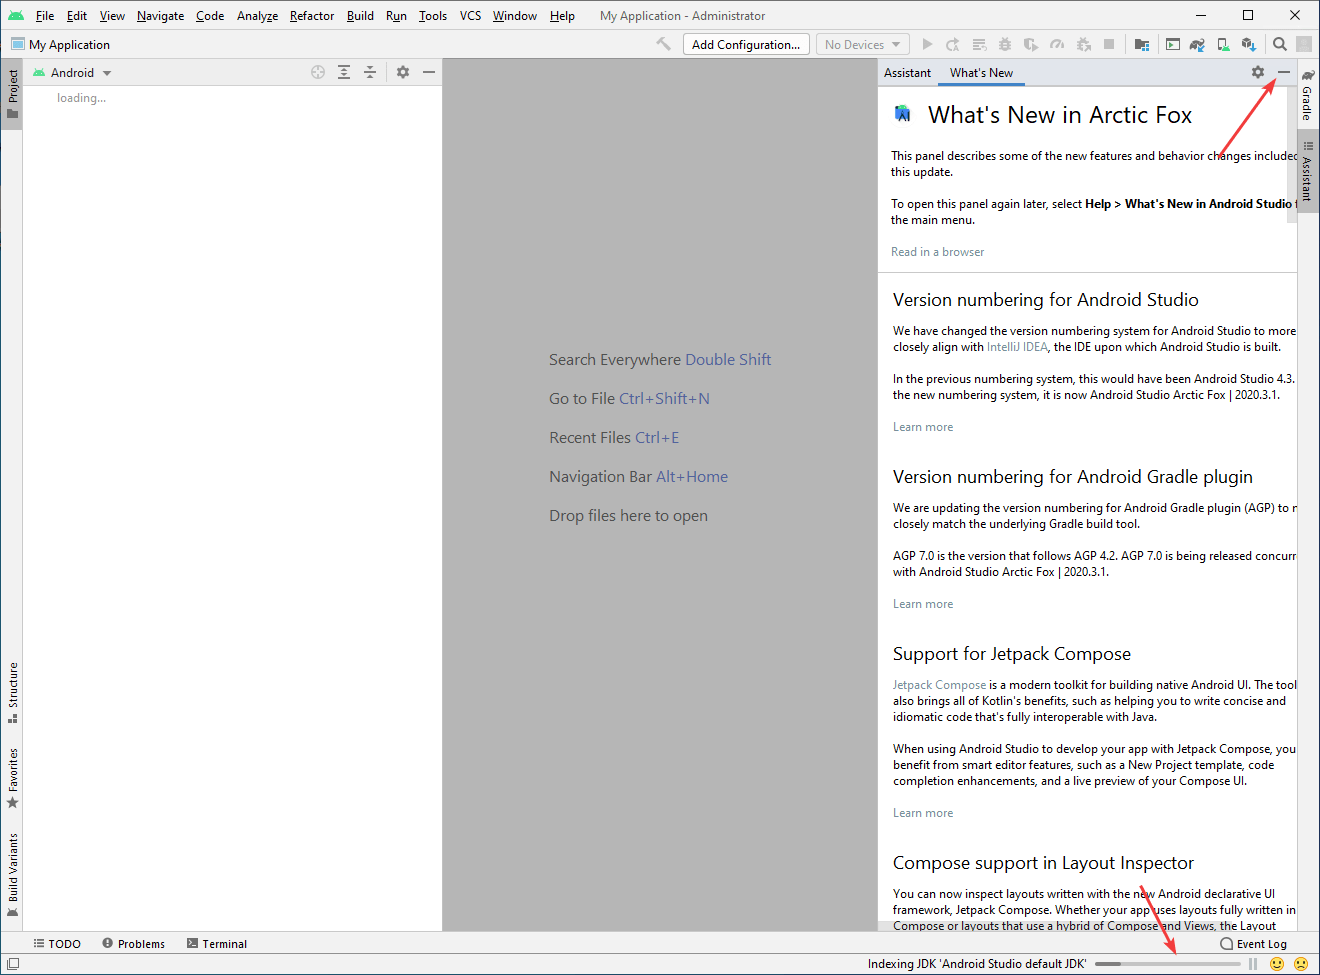 File Edit View Navigate Code Analyze Refactor Build Run Tools VCS Window Help My Application - Administrator
My Application Add Configuration... No Devices
Project
Android
loading...
Structure
Favorites
Build Variants
Search Everywhere Double Shift
Go to File Ctrl+Shift+N
Recent Files Ctrl+E
Navigation Bar Alt+Home
Drop files here to open
Assistant What's New
What's New in Arctic Fox
This panel describes some of the new features and behavior changes included
this update.
To open this panel again later, select Help > What's New in Android Studio f
the main menu.
Read in a browser
Version numbering for Android Studio
We have changed the version numbering system for Android Studio to more
closely align with IntelliJ IDEA, the IDE upon which Android Studio is built.
In the previous numbering system, this would have been Android Studio 4.3.
the new numbering system, it is now Android Studio Arctic Fox | 2020.3.1.
Learn more
Version numbering for Android Gradle plugin
We are updating the version numbering for Android Gradle plugin (AGP) to
closely match the underlying Gradle build tool.
AGP 7.0 is the version that follows AGP 4.2. AGP 7.0 is being released concurr
with Android Studio Arctic Fox | 2020.3.1.
Learn more
Support for Jetpack Compose
Jetpack Compose is a modern toolkit for building native Android UI. The tool
also brings all of Kotlin's benefits, such as helping you to write concise and
idiomatic code that's fully interoperable with Java.
When using Android Studio to develop your app with Jetpack Compose, you
benefit from smart editor features, such as a New Project template, code
completion enhancements, and a live preview of your Compose UI.
Learn more
Compose support in Layout Inspector
You can now inspect layouts written with the new Android declarative UI
framework, Jetpack Compose. Whether your app uses layouts fully written in
Compose or layouts that use a hybrid of Compose and Views, the Layout
Gradle
Assistant
TODO Problems Terminal Event Log
Indexing JDK 'Android Studio default JDK'